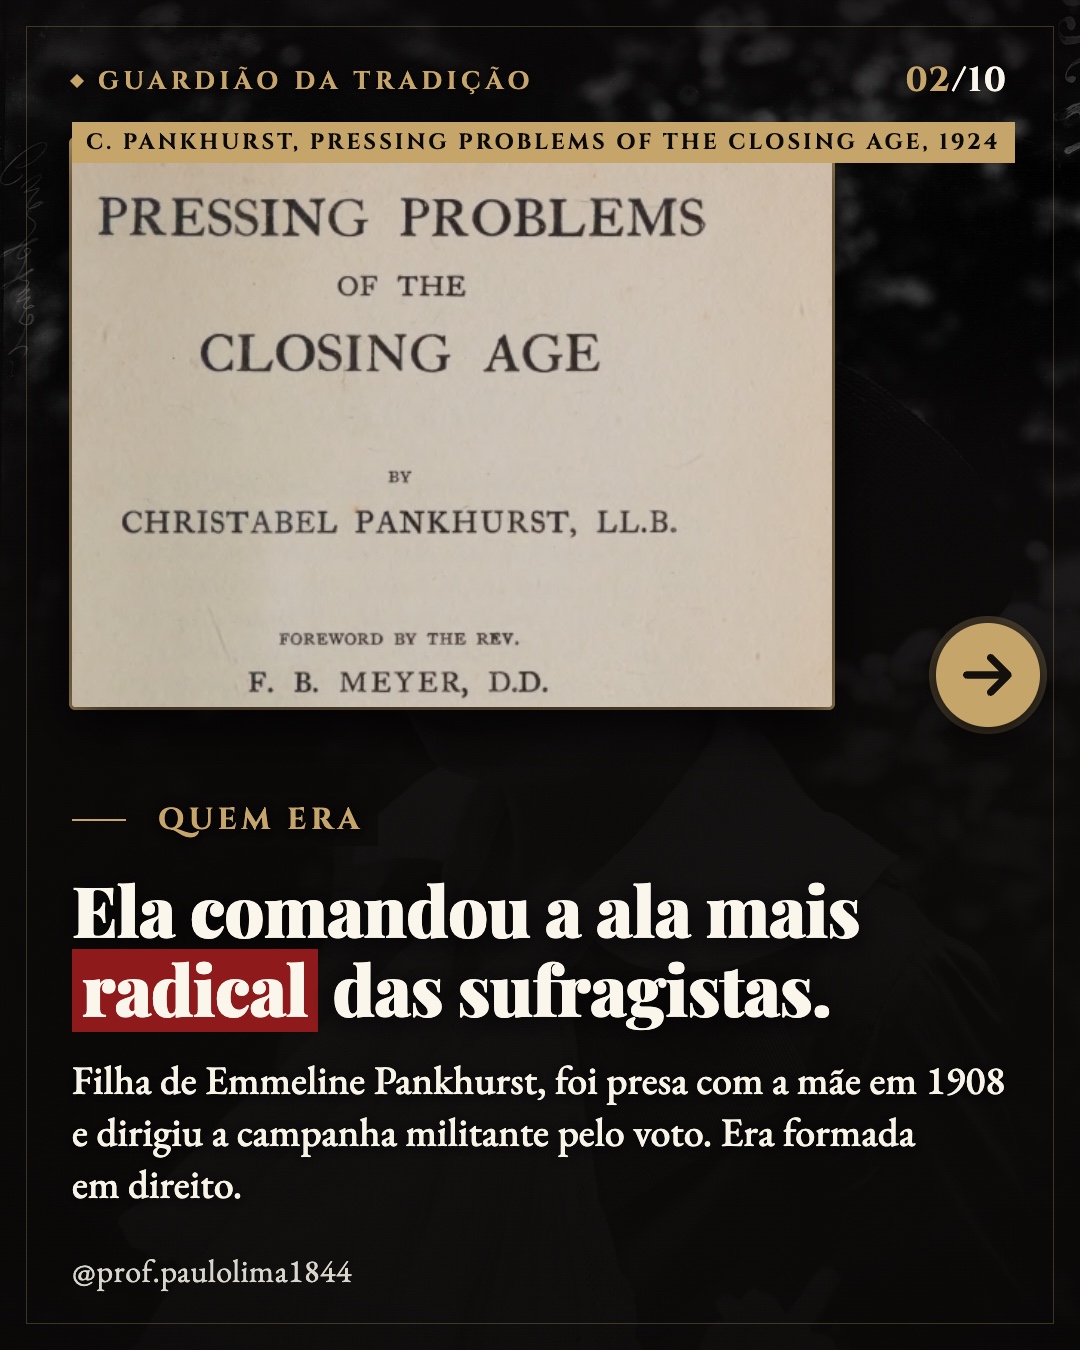 GUARDIÃO DA TRADIÇÃO
02/10
C. PANKHURST, PRESSING PROBLEMS OF THE CLOSING AGE, 1924
PRESSING PROBLEMS
OF THE
CLOSING AGE
BY
CHRISTABEL PANKHURST, LL.B.
FOREWORD BY THE REV.
F. B. MEYER, D.D.
QUEM ERA
Ela comandou a ala mais
radical das sufragistas.
Filha de Emmeline Pankhurst, foi presa com a mãe em 1908
e dirigiu a campanha militante pelo voto. Era formada
em direito.
@prof.paulolima1844